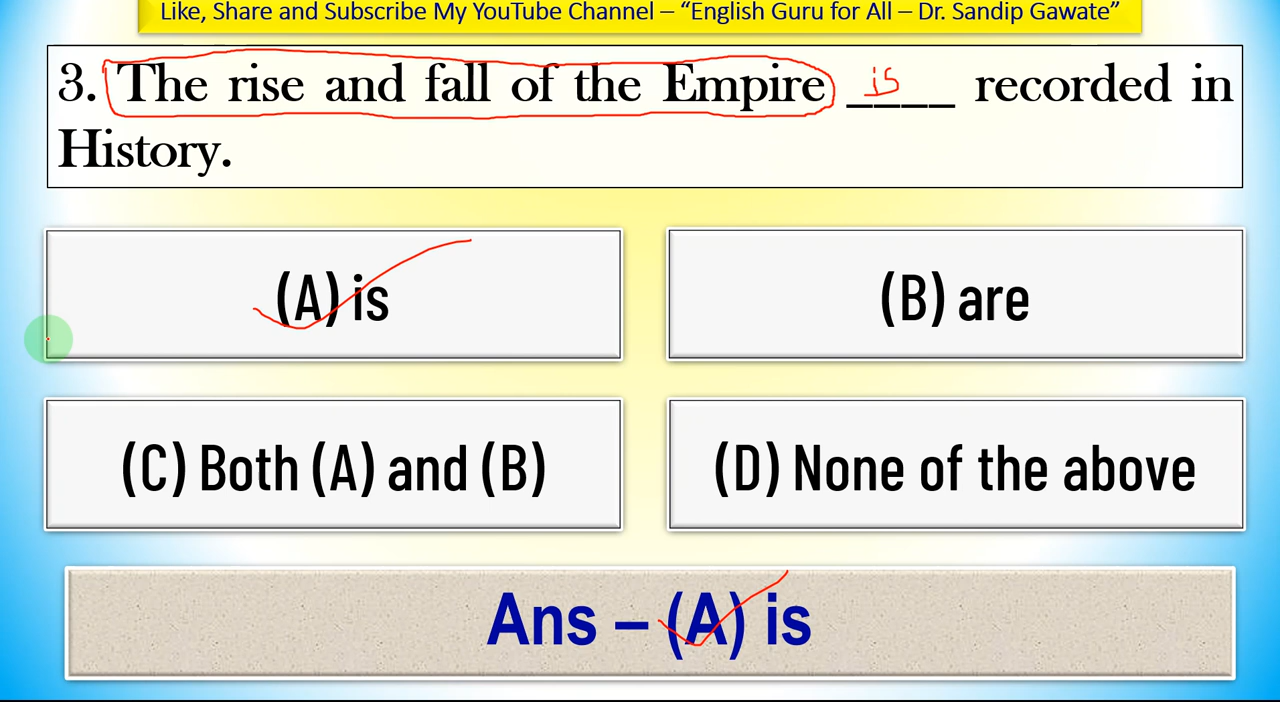 Like, Share and Subscribe My YouTube Channel – “English Guru for All – Dr. Sandip Gawate”
3. The rise and fall of the Empire is ____ recorded in
History.
(A) is
(B) are
(C) Both (A) and (B)
(D) None of the above
Ans – (A) is